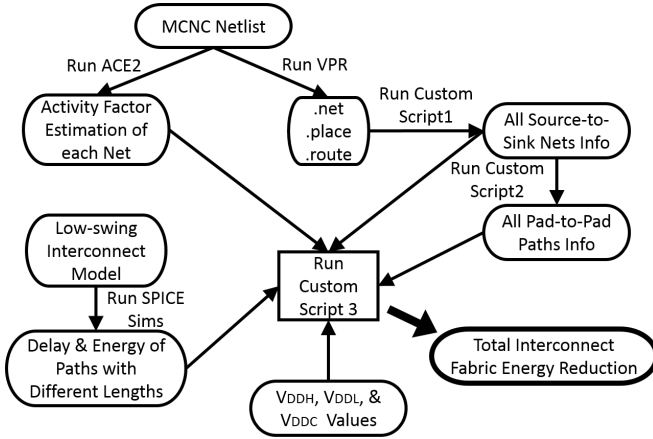 MCNC Netlist
Run ACE2
Run VPR
Activity Factor
Estimation of
each Net
.net
.place
.route
Run Custom
Script1
All Source-to-
Sink Nets Info
Run Custom
Script2
All Pad-to-Pad
Paths Info
Low-swing
Interconnect
Model
Run SPICE
Sims
Delay & Energy of
Paths with
Different Lengths
Run
Custom
Script 3
VDDH, VDDL, &
VDDC Values
Total Interconnect
Fabric Energy Reduction